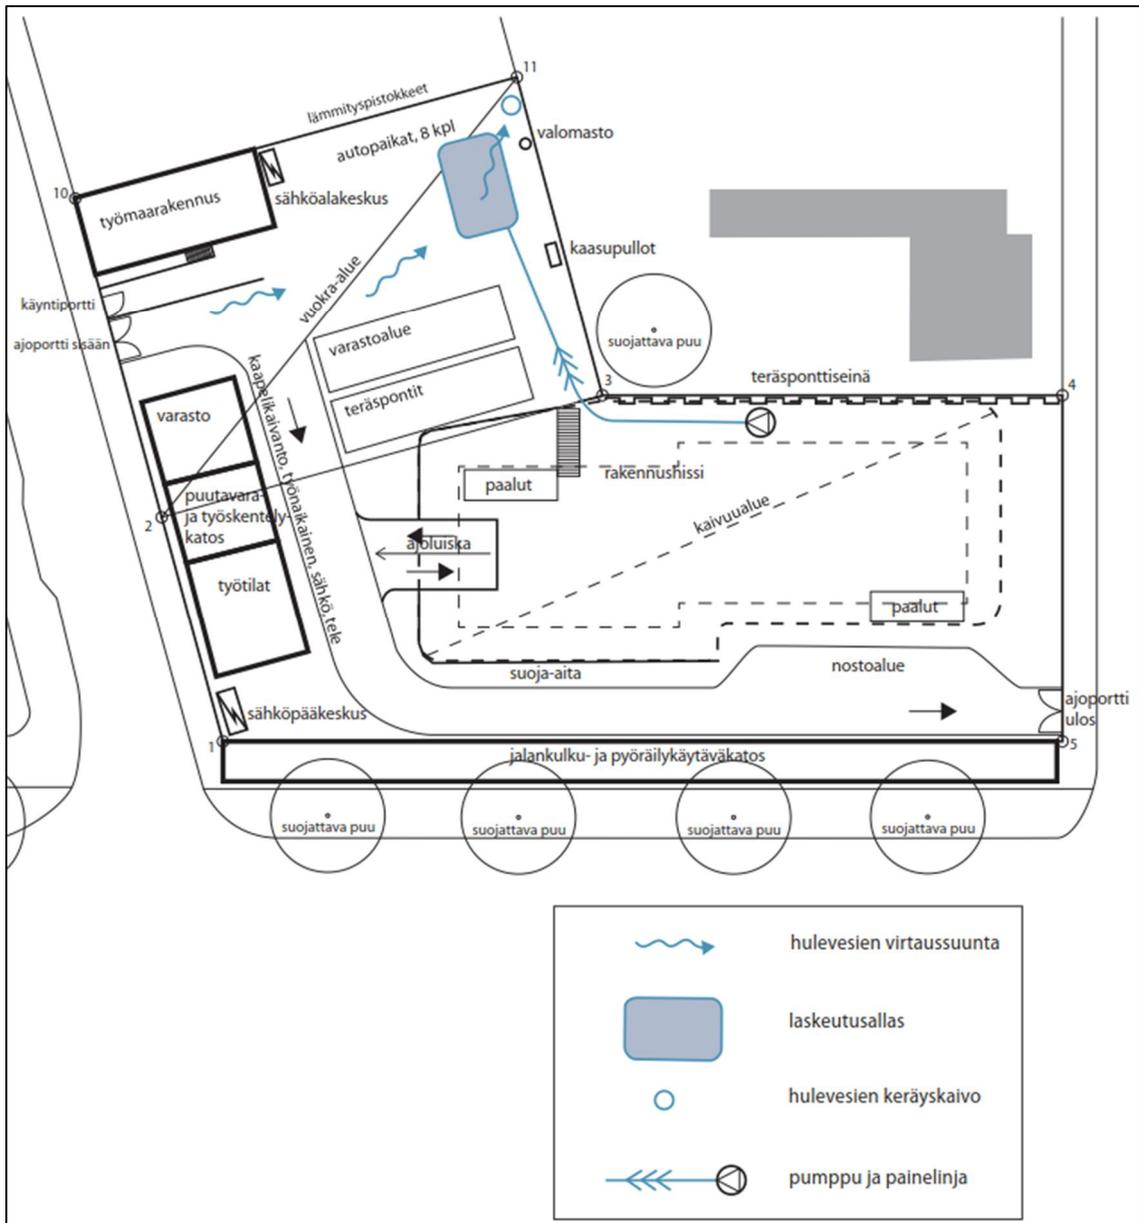 11
lämmityspistokkeet
autopaikat, 8 kpl
valomasto
10
työmaarakennus
sähköalakeskus
kaasupullot
vuokra-alue
käyntiportti
ajoportti sisään
varastoalue
suojattava puu
teräspontit
3
teräsponttiseinä
4
kaapelikaivanto, työnaikainen, sähkö, tele
varasto
rakennushissi
paalut
puutavara-
ja työskentely-
katos
2
kaivuualue
ajoluiska
työtilat
paalut
suoja-aita
nostoalue
sähköpääkeskus
ajoportti
ulos
1
5
jalankulku- ja pyöräilykäytäväkatos
suojattava puu
suojattava puu
suojattava puu
suojattava puu
hulevesien virtaussuunta
laskeutusallas
hulevesien keräyskaivo
pumppu ja painelinja